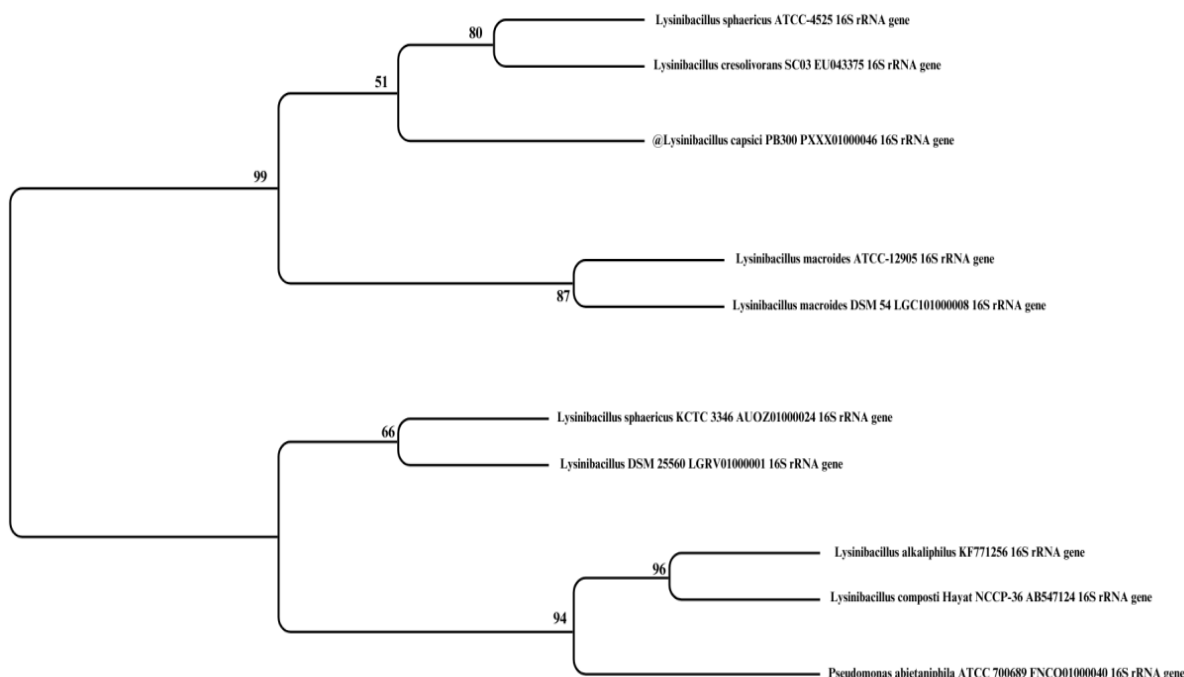 Lysinibacillus sphaericus ATCC-4525 16S rRNA gene
80
Lysinibacillus cresolivorans SC03 EU043375 16S rRNA gene
51
@Lysinibacillus capsici PB300 PXXX01000046 16S rRNA gene
99
Lysinibacillus macroides ATCC-12905 16S rRNA gene
87
Lysinibacillus macroides DSM 54 LGCI01000008 16S rRNA gene
Lysinibacillus sphaericus KCTC 3346 AUOZ01000024 16S rRNA gene
66
Lysinibacillus DSM 25560 LGRV01000001 16S rRNA gene
Lysinibacillus alkaliphilus KF771256 16S rRNA gene
96
Lysinibacillus composti Hayat NCCP-36 AB547124 16S rRNA gene
94
Pseudomonas abietaniphila ATCC 700689 FNCO01000040 16S rRNA gene